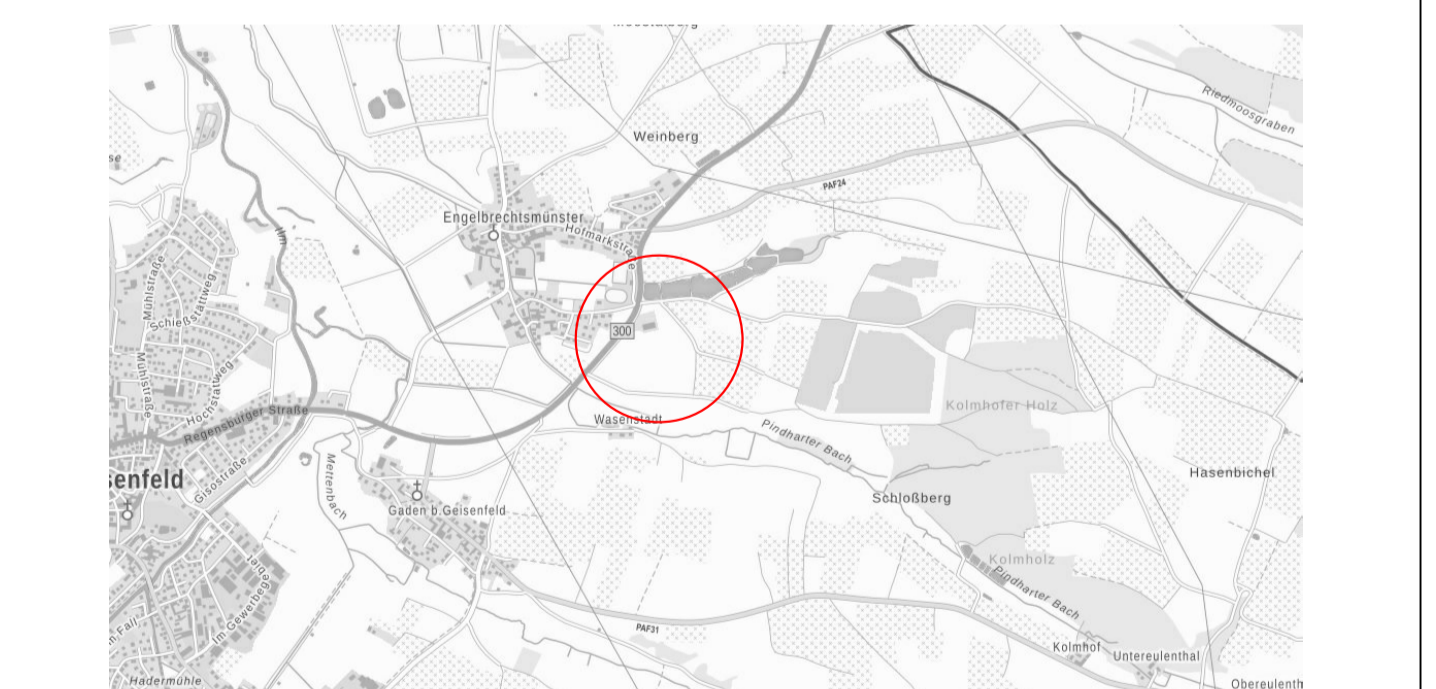 Riedmoosgraben
Weinberg
PAF24
Engelbrechtsmünster
Hofmarkstraße
Mühlstraße
Schießstattweg
300
Mühlstraße
Hochstattweg
Regensburger Straße
Kolmhofer Holz
Wasenstadt
Pindharter Bach
Ilm
senfeld
Gisostraße
Mettenbach
Hasenbichel
Schloßberg
Gaden b.Geisenfeld
Kolmholz
Pindharter Bach
Im Gewerbegebiet
PAF31
Kolmhof
Untereulenthal
Hadermühle
Obereulenth